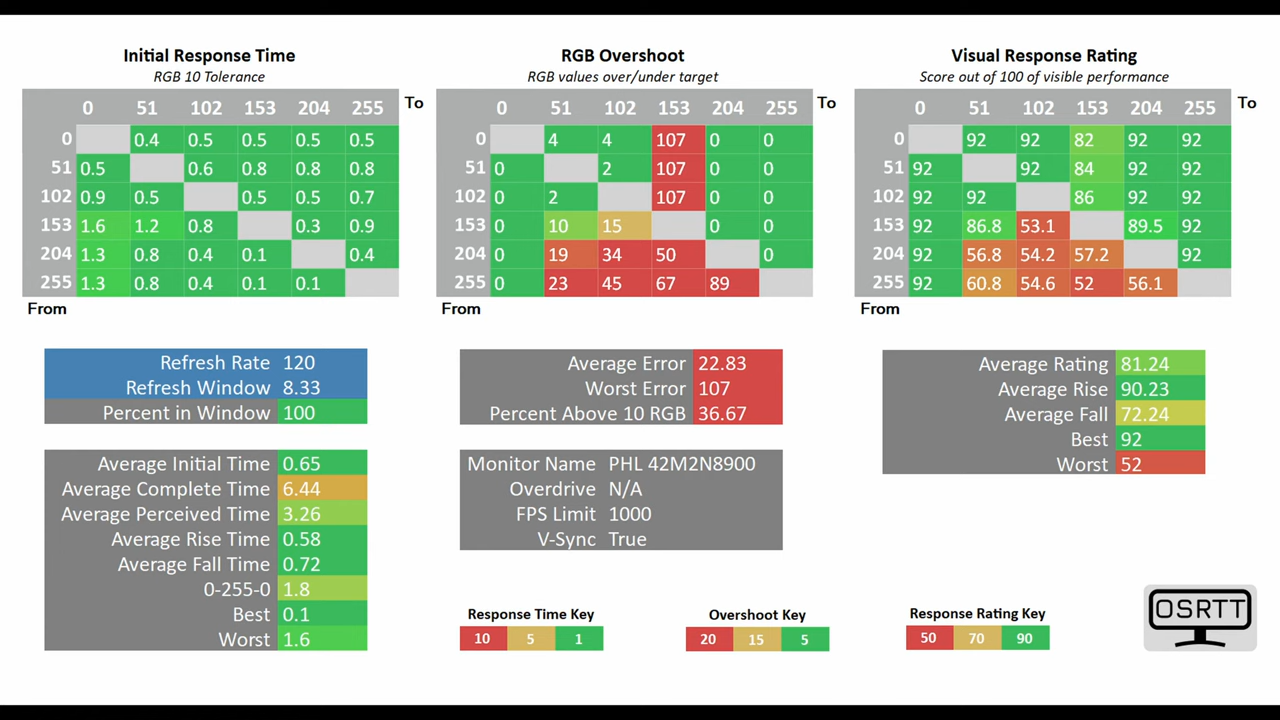 Initial Response Time
RGB 10 Tolerance
0 51 102 153 204 255 To
0 0.4 0.5 0.5 0.5 0.5
51 0.5 0.6 0.8 0.8 0.8
102 0.9 0.5 0.5 0.5 0.7
153 1.6 1.2 0.8 0.3 0.9
204 1.3 0.8 0.4 0.1 0.4
255 1.3 0.8 0.4 0.1 0.1
From
RGB Overshoot
RGB values over/under target
0 51 102 153 204 255 To
0 4 4 107 0 0
51 0 2 107 0 0
102 0 2 107 0 0
153 0 10 15 0 0
204 0 19 34 50 0
255 0 23 45 67 89
From
Visual Response Rating
Score out of 100 of visible performance
0 51 102 153 204 255 To
0 92 92 82 92 92
51 92 92 84 92 92
102 92 92 86 92 92
153 92 86.8 53.1 89.5 92
204 92 56.8 54.2 57.2 92
255 92 60.8 54.6 52 56.1
From
Refresh Rate 120
Refresh Window 8.33
Percent in Window 100
Average Initial Time 0.65
Average Complete Time 6.44
Average Perceived Time 3.26
Average Rise Time 0.58
Average Fall Time 0.72
0-255-0 1.8
Best 0.1
Worst 1.6
Average Error 22.83
Worst Error 107
Percent Above 10 RGB 36.67
Monitor Name PHL 42M2N8900
Overdrive N/A
FPS Limit 1000
V-Sync True
Average Rating 81.24
Average Rise 90.23
Average Fall 72.24
Best 92
Worst 52
Response Time Key
10 5 1
Overshoot Key
20 15 5
Response Rating Key
50 70 90
OSRTT